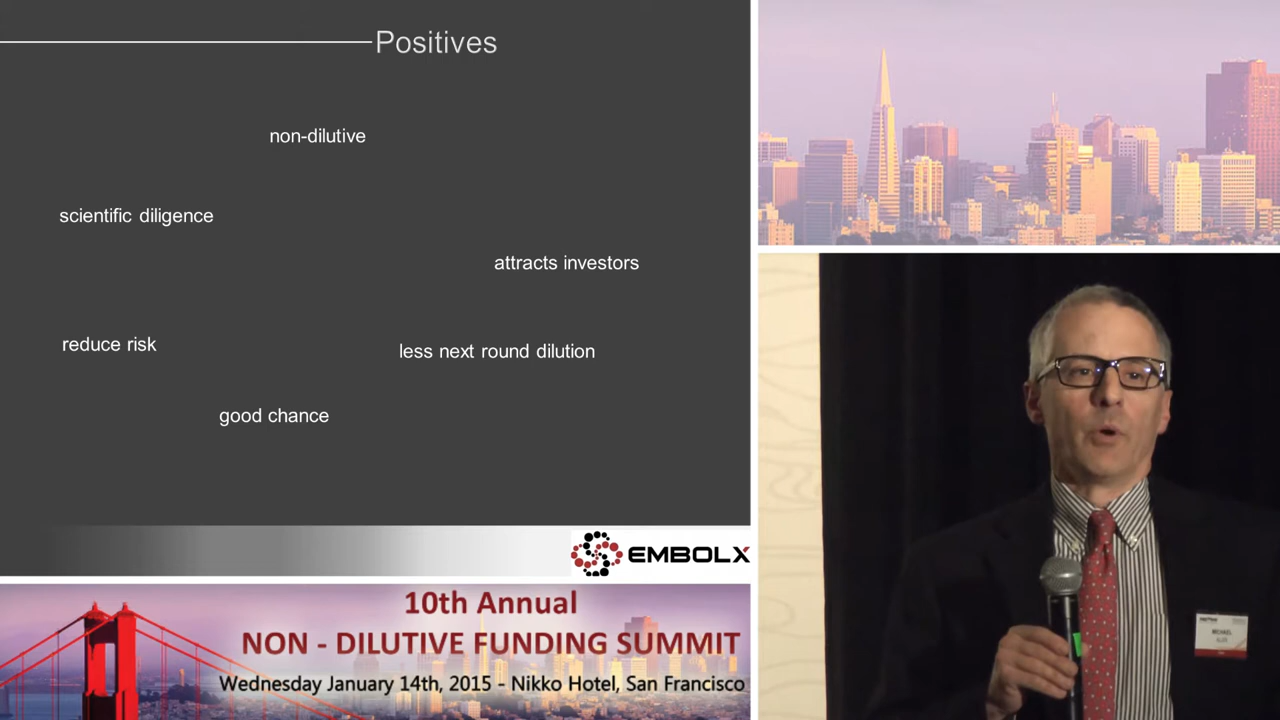 Positives
non-dilutive
scientific diligence
attracts investors
reduce risk
less next round dilution
good chance
EMBOLX
10th Annual
NON - DILUTIVE FUNDING SUMMIT
Wednesday January 14th, 2015 - Nikko Hotel, San Francisco
MICHAEL